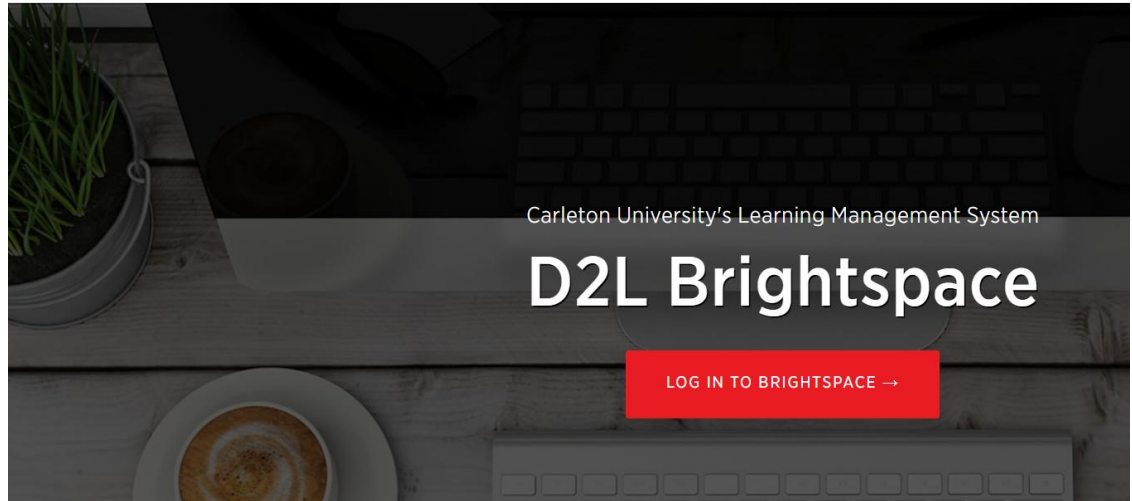 Carleton University's Learning Management System
D2L Brightspace
LOG IN TO BRIGHTSPACE →